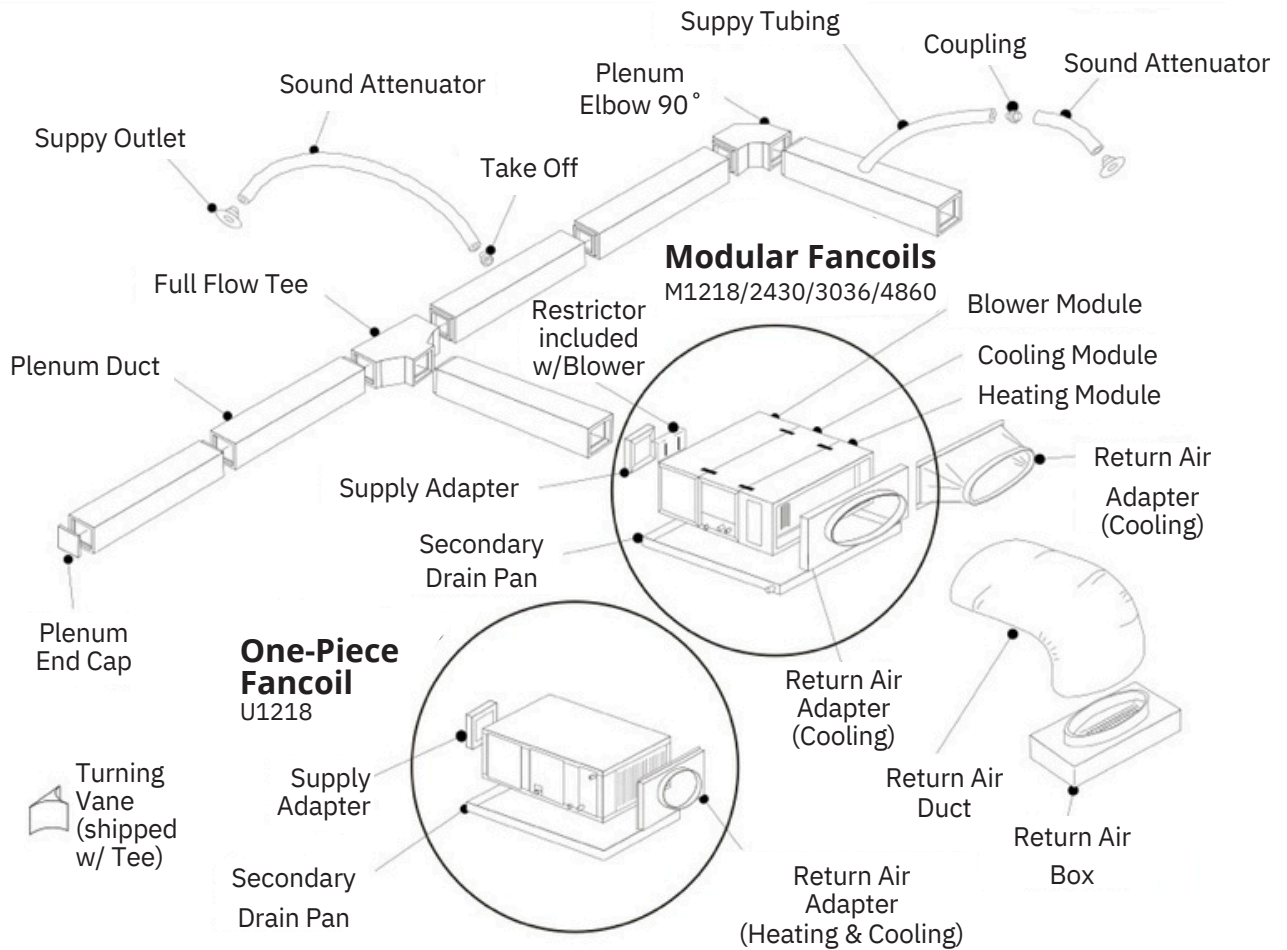 Suppy Tubing
Coupling
Sound Attenuator
Plenum
Elbow 90˚
Sound Attenuator
Suppy Outlet
Take Off
Modular Fancoils
M1218/2430/3036/4860
Full Flow Tee
Restrictor
included
w/Blower
Blower Module
Cooling Module
Heating Module
Plenum Duct
Return Air
Adapter
(Cooling)
Supply Adapter
Secondary
Drain Pan
Plenum
End Cap
One-Piece
Fancoil
U1218
Return Air
Adapter
(Cooling)
Turning
Vane
(shipped
w/ Tee)
Supply
Adapter
Return Air
Duct
Return Air
Box
Secondary
Drain Pan
Return Air
Adapter
(Heating & Cooling)